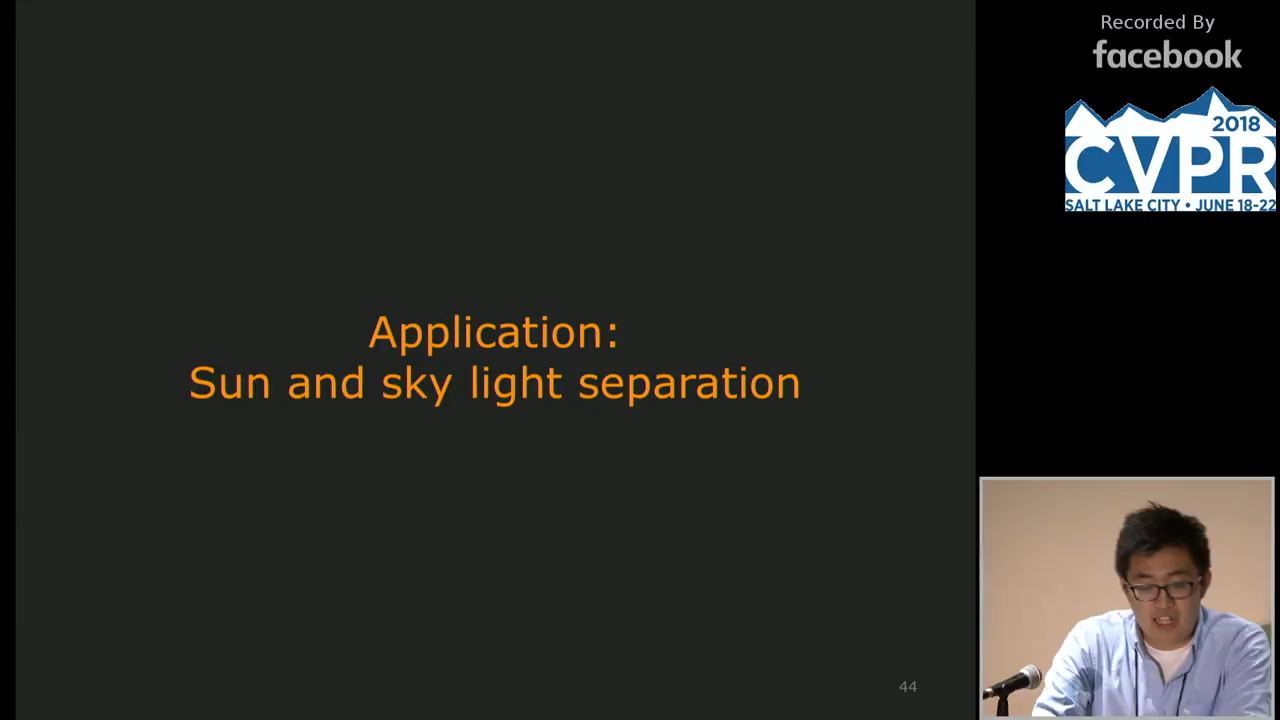 Recorded By
facebook
2018
CVPR
SALT LAKE CITY • JUNE 18-22
Application:
Sun and sky light separation
44